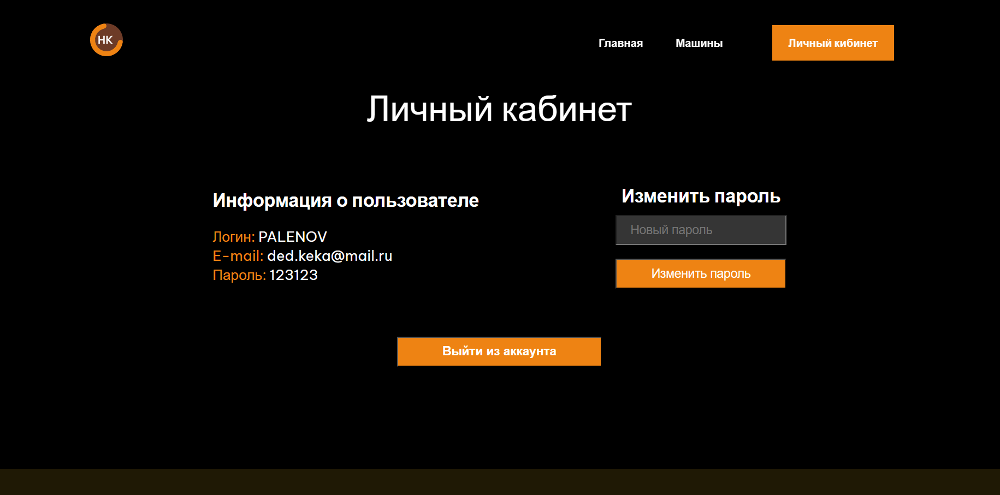 НК
Главная Машины Личный кибинет
Личный кабинет
Информация о пользователе
Логин: PALENOV
E-mail: ded.keka@mail.ru
Пароль: 123123
Изменить пароль
Новый пароль
Изменить пароль
Выйти из аккаунта